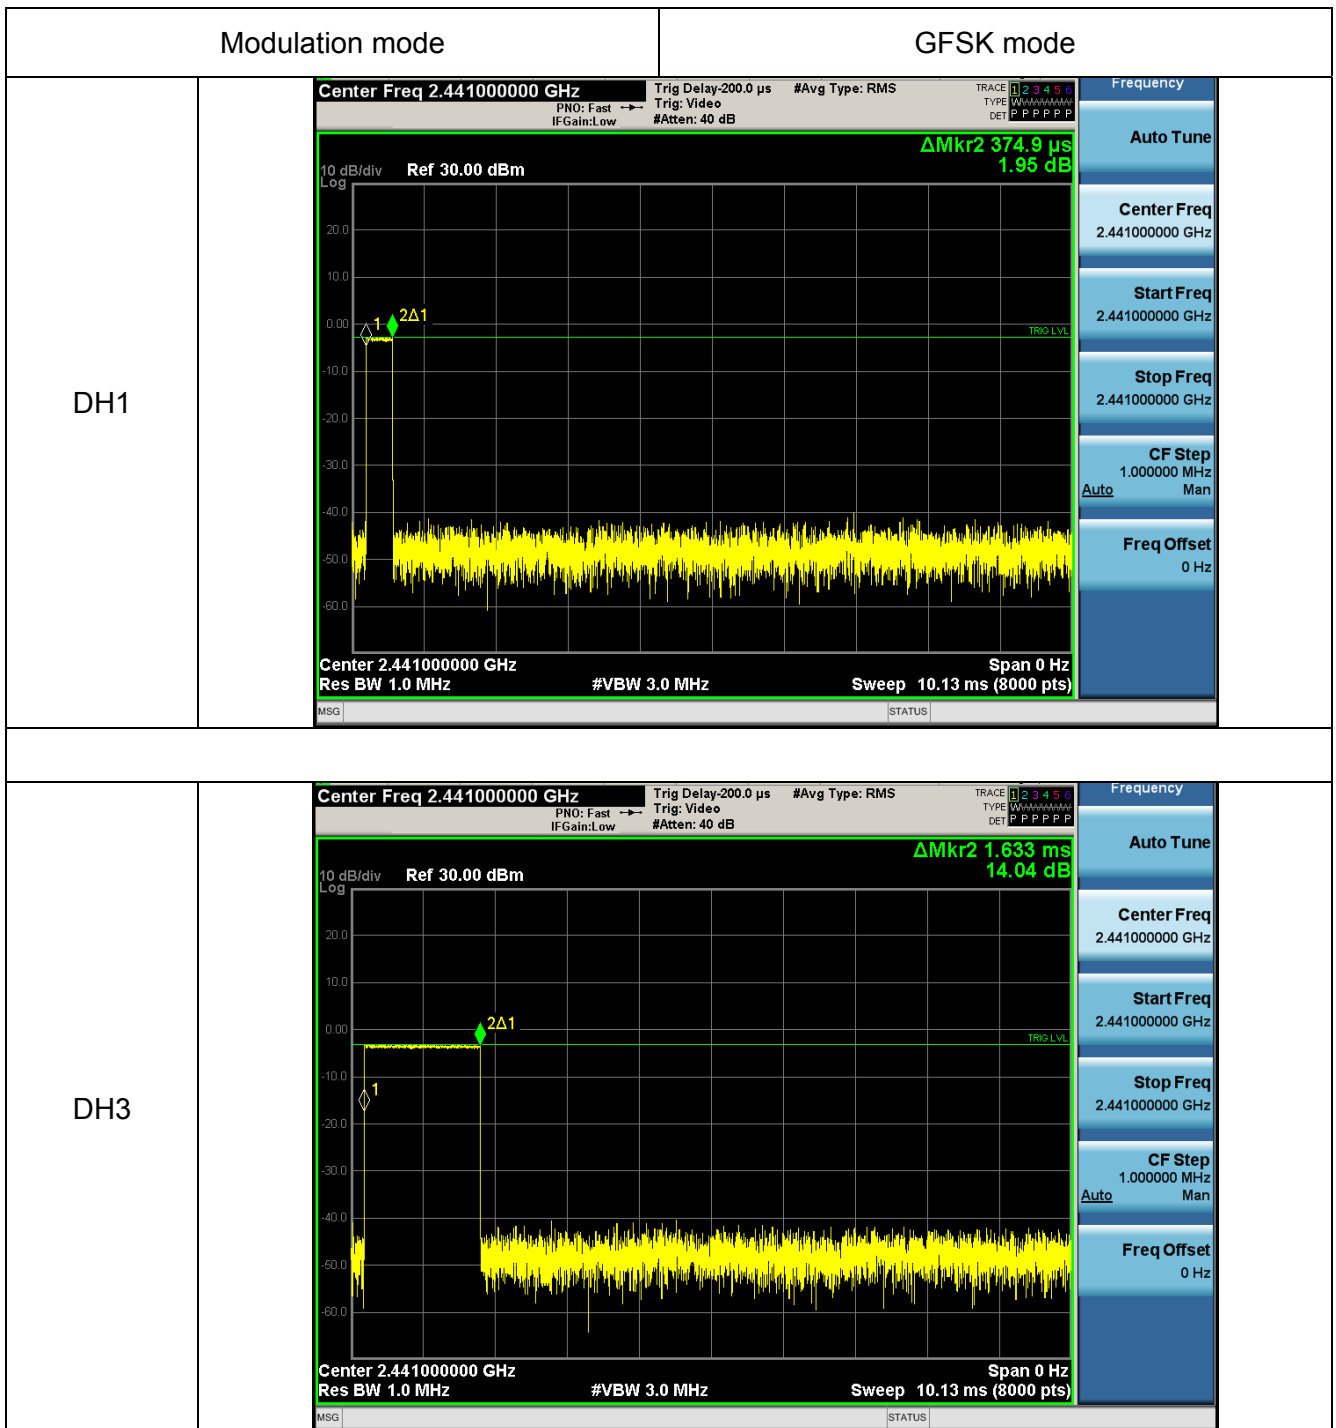 Modulation mode
GFSK mode
DH1
Center Freq 2.441000000 GHz
PNO: Fast
IFGain:Low
Trig Delay-200.0 µs
Trig: Video
#Atten: 40 dB
#Avg Type: RMS
TRACE 1 2 3 4 5 6
TYPE W
DET P P P P P P
ΔMkr2 374.9 µs
1.95 dB
10 dB/div
Log
Ref 30.00 dBm
20.0
10.0
0.00
-10.0
-20.0
-30.0
-40.0
-50.0
-60.0
1
2Δ1
TRIG LVL
Center 2.441000000 GHz
Span 0 Hz
Res BW 1.0 MHz
#VBW 3.0 MHz
Sweep 10.13 ms (8000 pts)
MSG
STATUS
Frequency
Auto Tune
Center Freq
2.441000000 GHz
Start Freq
2.441000000 GHz
Stop Freq
2.441000000 GHz
CF Step
1.000000 MHz
Auto Man
Freq Offset
0 Hz
DH3
Center Freq 2.441000000 GHz
PNO: Fast
IFGain:Low
Trig Delay-200.0 µs
Trig: Video
#Atten: 40 dB
#Avg Type: RMS
TRACE 1 2 3 4 5 6
TYPE W
DET P P P P P P
ΔMkr2 1.633 ms
14.04 dB
10 dB/div
Log
Ref 30.00 dBm
20.0
10.0
0.00
-10.0
-20.0
-30.0
-40.0
-50.0
-60.0
2Δ1
1
TRIG LVL
Center 2.441000000 GHz
Span 0 Hz
Res BW 1.0 MHz
#VBW 3.0 MHz
Sweep 10.13 ms (8000 pts)
MSG
STATUS
Frequency
Auto Tune
Center Freq
2.441000000 GHz
Start Freq
2.441000000 GHz
Stop Freq
2.441000000 GHz
CF Step
1.000000 MHz
Auto Man
Freq Offset
0 Hz